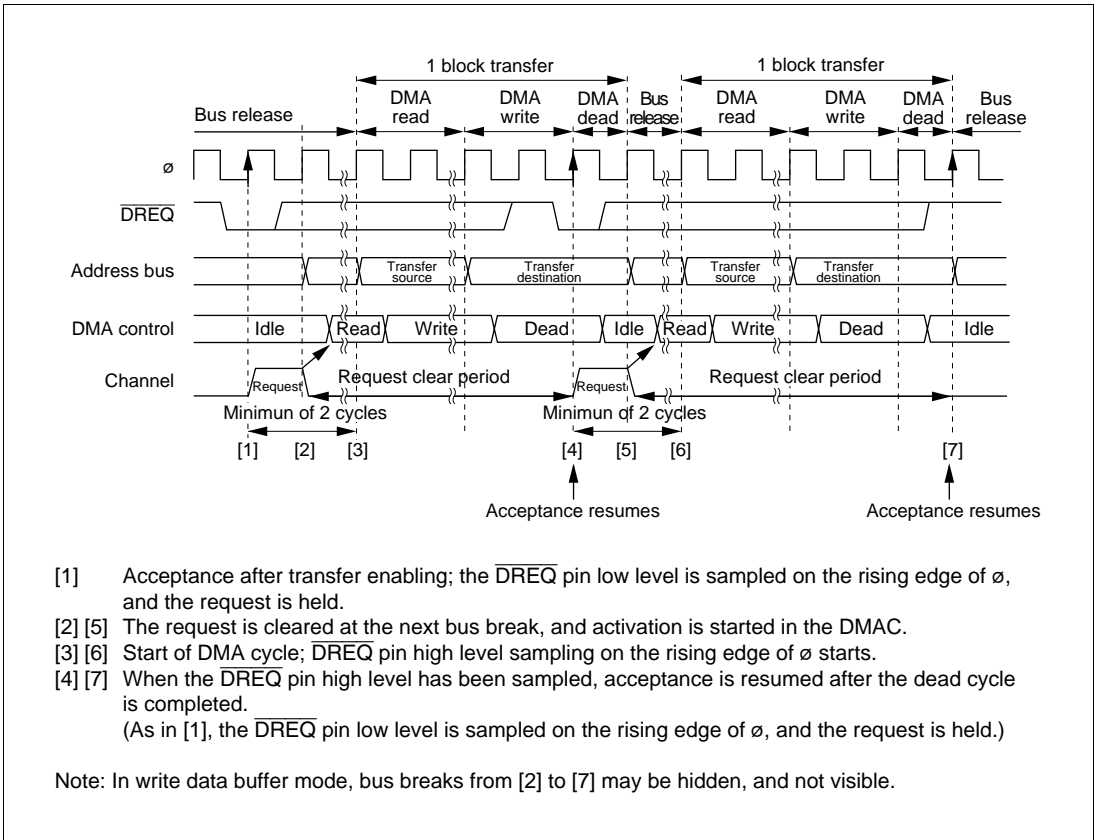 1 block transfer 1 block transfer
DMA read DMA write DMA dead Bus release DMA read DMA write DMA dead Bus release
Bus release
ø
DREQ
Address bus Transfer source Transfer destination Transfer source Transfer destination
DMA control Idle Read Write Dead Idle Read Write Dead Idle
Channel Request Request clear period Request Request clear period
Minimun of 2 cycles Minimun of 2 cycles
[1] [2] [3] [4] [5] [6] [7]
Acceptance resumes Acceptance resumes
[1] Acceptance after transfer enabling; the DREQ pin low level is sampled on the rising edge of ø,
and the request is held.
[2] [5] The request is cleared at the next bus break, and activation is started in the DMAC.
[3] [6] Start of DMA cycle; DREQ pin high level sampling on the rising edge of ø starts.
[4] [7] When the DREQ pin high level has been sampled, acceptance is resumed after the dead cycle
is completed.
(As in [1], the DREQ pin low level is sampled on the rising edge of ø, and the request is held.)
Note: In write data buffer mode, bus breaks from [2] to [7] may be hidden, and not visible.